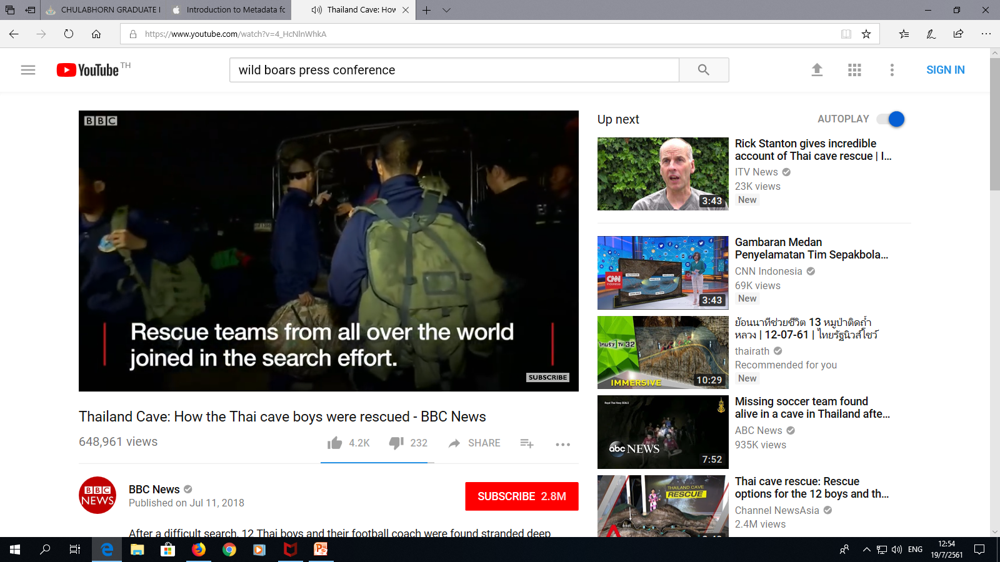 CHULABHORN GRADUATE I
Introduction to Metadata fo
Thailand Cave: How
https://www.youtube.com/watch?v=4_HcNlnWhkA
YouTube TH
wild boars press conference
SIGN IN
BBC
Rescue teams from all over the world
joined in the search effort.
SUBSCRIBE
Thailand Cave: How the Thai cave boys were rescued - BBC News
648,961 views
4.2K
232
SHARE
BBC
NEWS
BBC News
Published on Jul 11, 2018
SUBSCRIBE 2.8M
After a difficult search, 12 Thai boys and their football coach were found stranded deep
Up next
AUTOPLAY
3:43
Rick Stanton gives incredible
account of Thai cave rescue | I...
ITV News
23K views
New
CNN
Indonesia
3:43
Gambaran Medan
Penyelamatan Tim Sepakbola...
CNN Indonesia
69K views
New
ไทยรัฐ TV 32
IMMERSIVE
10:29
ย้อนนาทีช่วยชีวิต 13 หมูป่าติดถ้ำ
หลวง | 12-07-61 | ไทยรัฐนิวส์โชว์
thairath
Recommended for you
New
Royal Thai Navy SEALS
abc NEWS
7:52
Missing soccer team found
alive in a cave in Thailand afte...
ABC News
935K views
THAILAND CAVE
RESCUE
Thai cave rescue: Rescue
options for the 12 boys and th...
Channel NewsAsia
2.4M views
ENG
12:54
19/7/2561